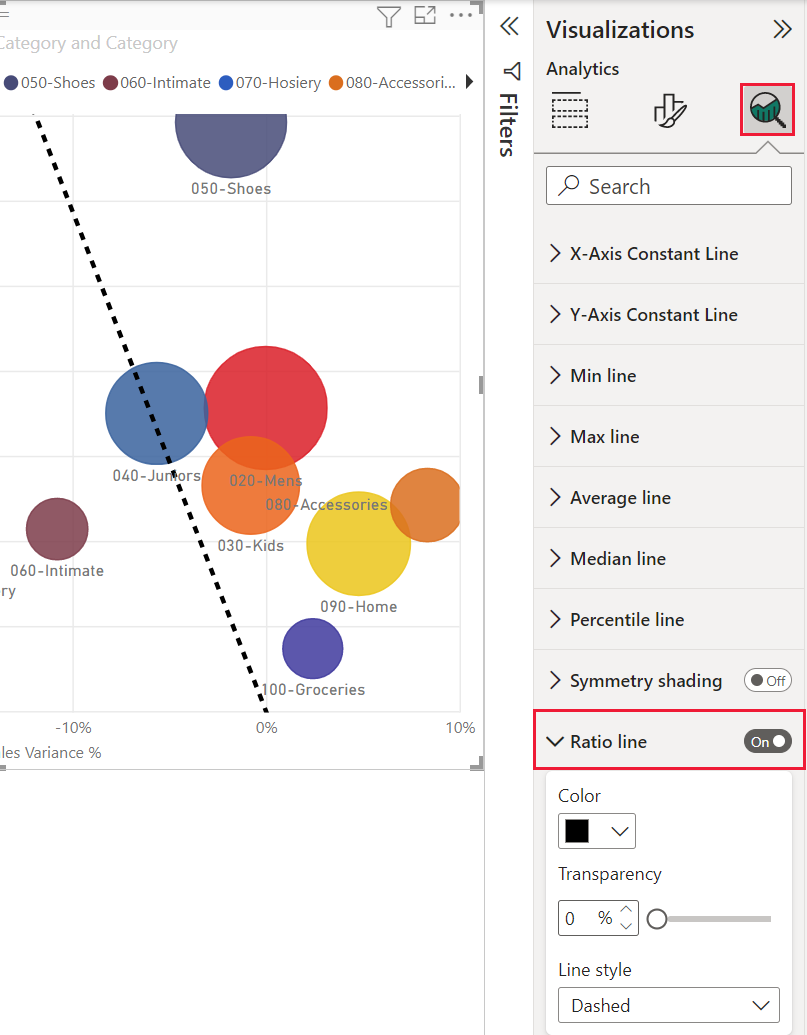 Category and Category
050-Shoes 060-Intimate 070-Hosiery 080-Accessori...
050-Shoes
040-Juniors
020-Mens
080-Accessories
030-Kids
060-Intimate
ry
090-Home
100-Groceries
-10% 0% 10%
les Variance %
Filters
Visualizations
Analytics
Search
X-Axis Constant Line
Y-Axis Constant Line
Min line
Max line
Average line
Median line
Percentile line
Symmetry shading Off
Ratio line On
Color
Transparency
0 %
Line style
Dashed